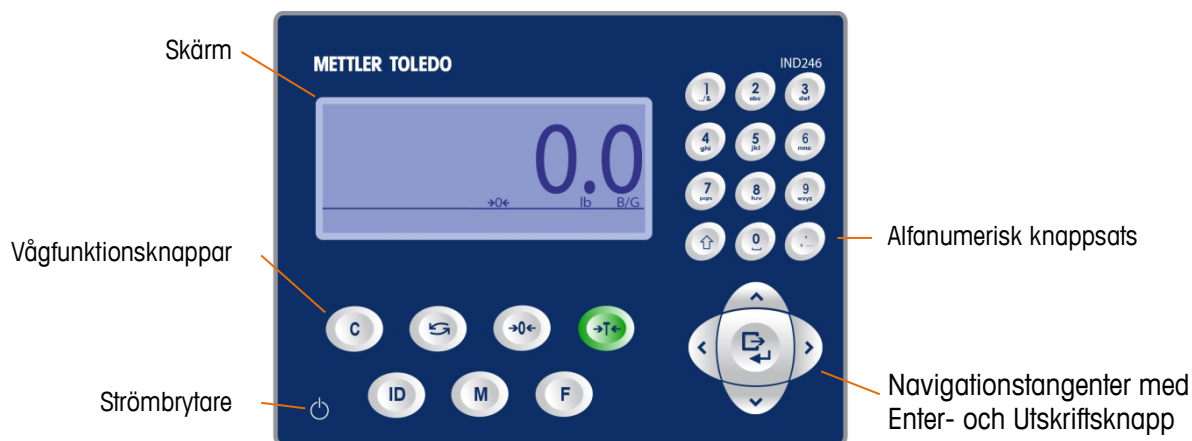 Skärm
METTLER TOLEDO
IND246
1 ../&
2 abc
3 def
0.0
4 ghi
5 jkl
6 mno
→0← lb B/G
7 pqrs
8 tuv
9 wxyz
0
Alfanumerisk knappsats
Vågfunktionsknappar
C
→0←
→T←
ID
M
F
Strömbrytare
Navigationstangenter med
Enter- och Utskriftsknapp